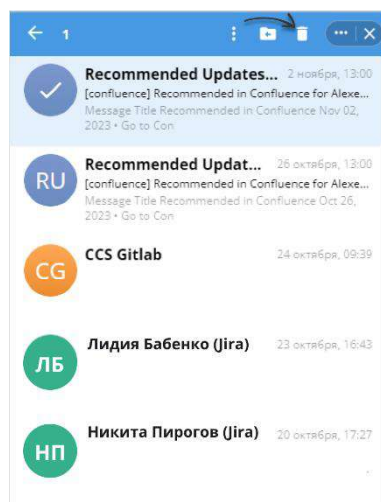 1
Recommended Updates... 2 ноября, 13:00
[confluence] Recommended in Confluence for Alexe...
Message Title Recommended in Confluence Nov 02,
2023 • Go to Con
RU
Recommended Updat... 26 октября, 13:00
[confluence] Recommended in Confluence for Alexe...
Message Title Recommended in Confluence Oct 26,
2023 • Go to Con
CG
CCS Gitlab 24 октября, 09:39
ЛБ
Лидия Бабенко (Jira) 23 октября, 16:43
НП
Никита Пирогов (Jira) 20 октября, 17:27